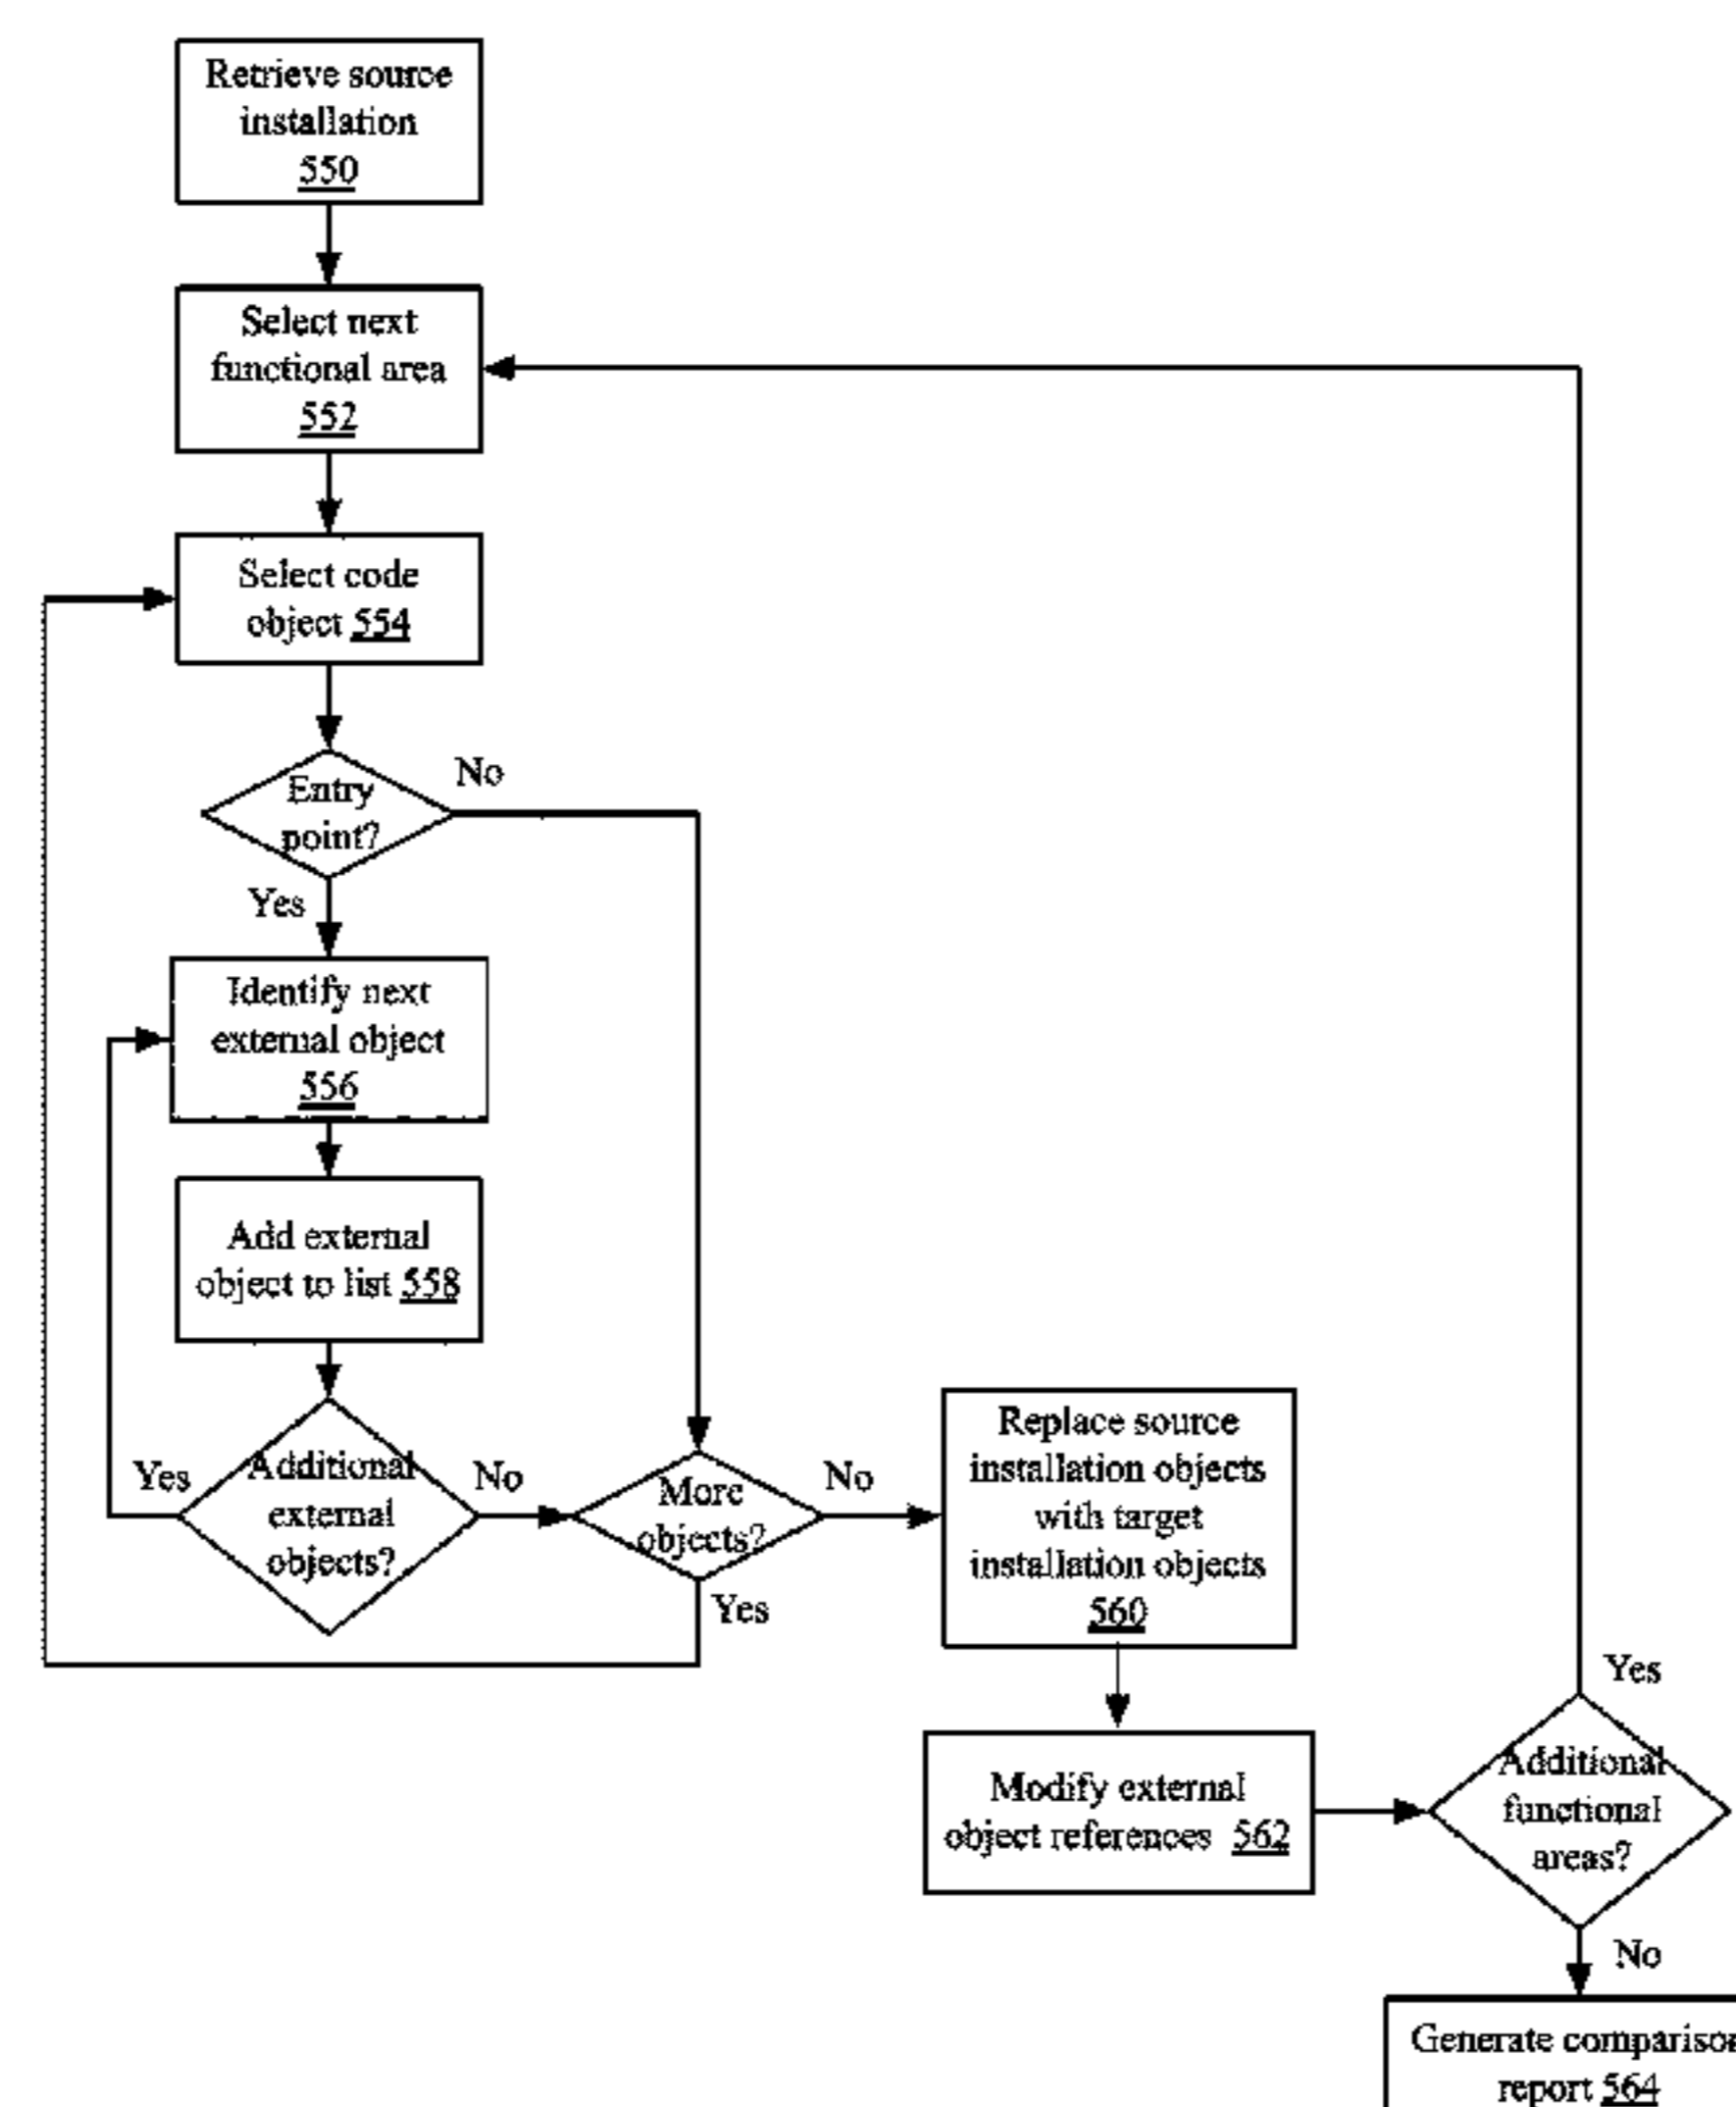 Retrieve source
installation
550
Select next
functional area
552
Select code
object 554
Entry
point?
No
Yes
Identify next
external object
556
Add external
object to list 558
Additional
external
objects?
Yes
No
More
objects?
No
Yes
Replace source
installation objects
with target
installation objects
560
Modify external
object references 562
Additional
functional
areas?
Yes
No
Generate comparison
report 564